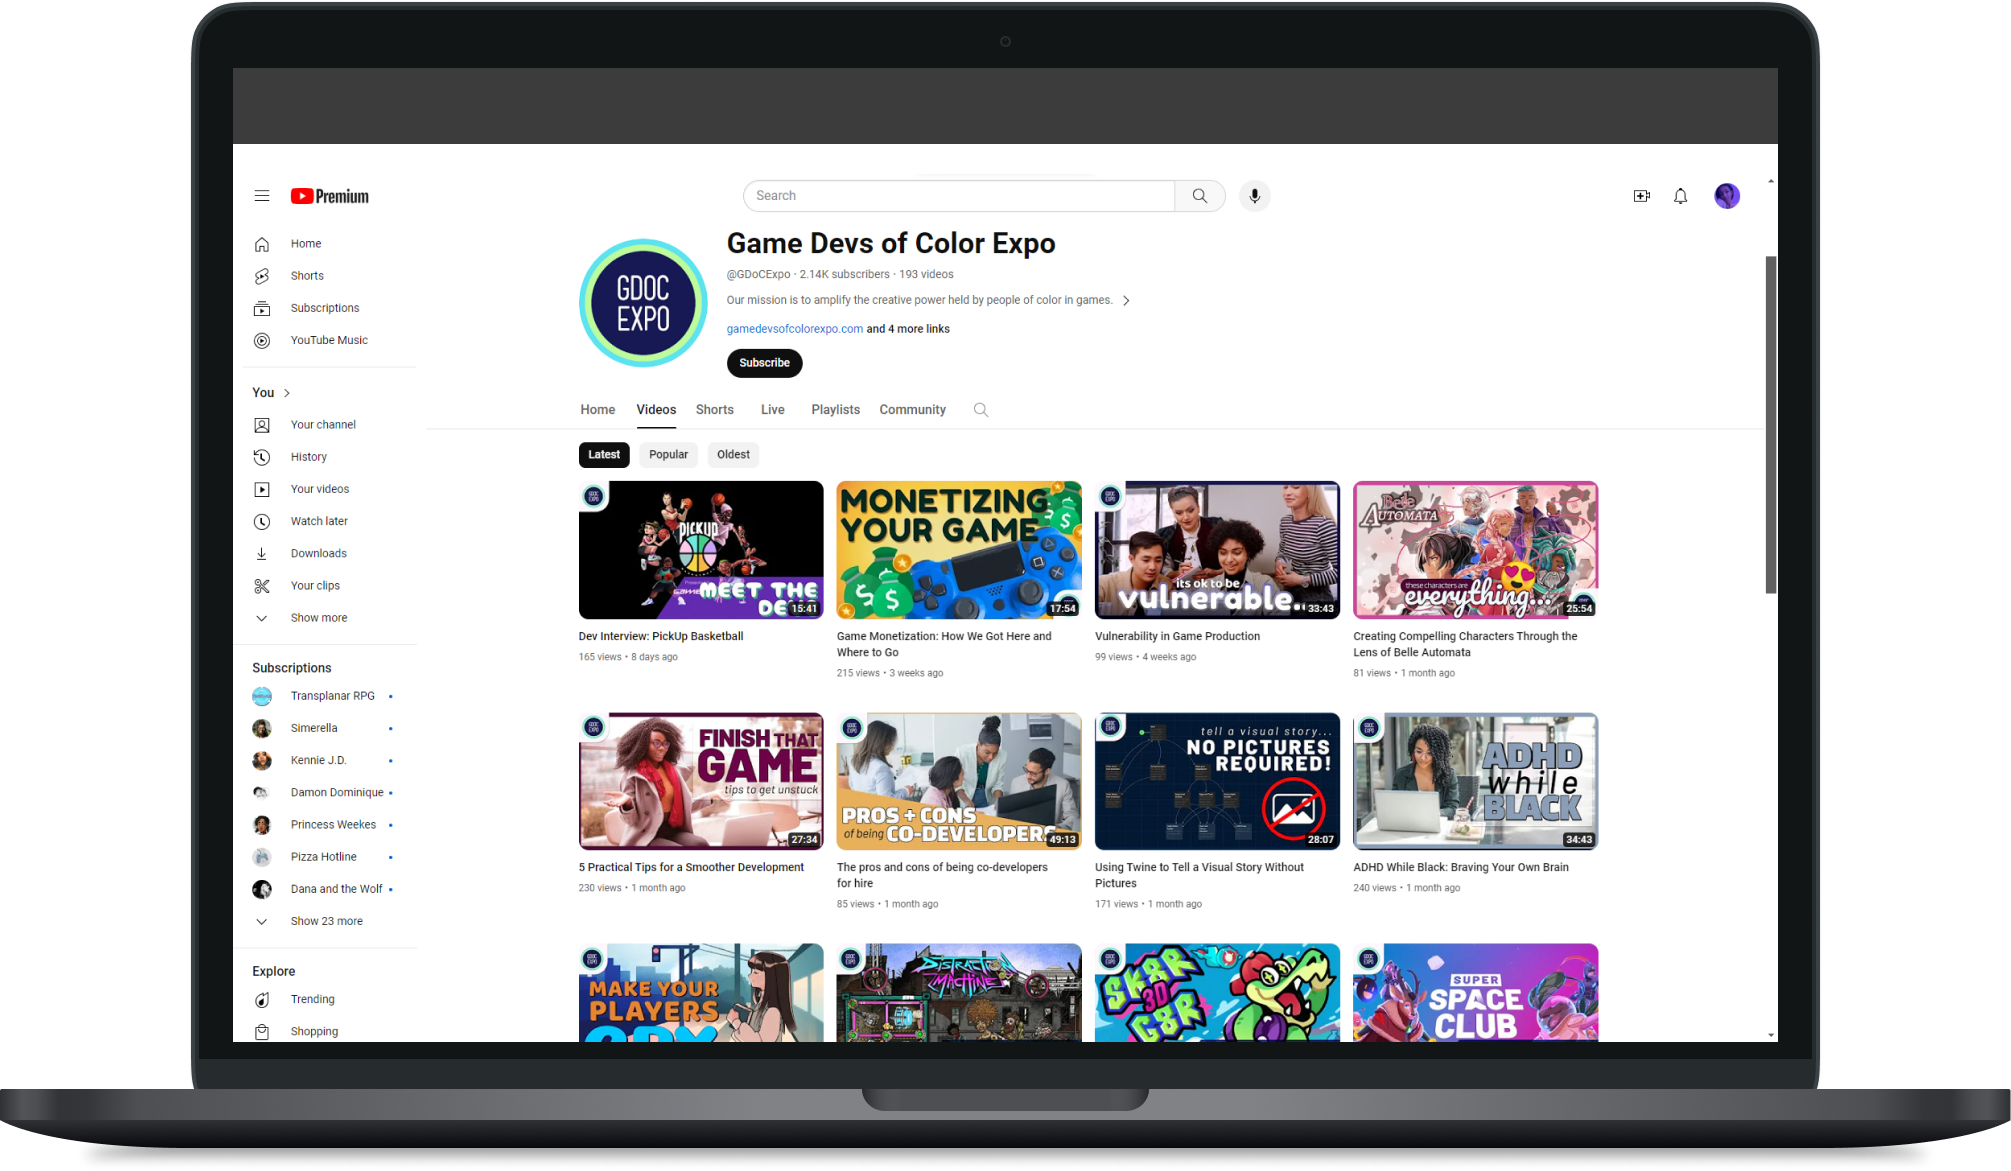 Premium
Search
Home
Shorts
Subscriptions
YouTube Music
You
Your channel
History
Your videos
Watch later
Downloads
Your clips
Show more
Subscriptions
Transplanar RPG
Simerella
Kennie J.D.
Damon Dominique
Princess Weekes
Pizza Hotline
Dana and the Wolf
Show 23 more
Explore
Trending
Shopping
GDOC
EXPO
Game Devs of Color Expo
@GDoCExpo · 2.14K subscribers · 193 videos
Our mission is to amplify the creative power held by people of color in games.
gamedevsofcolorexpo.com and 4 more links
Subscribe
Home Videos Shorts Live Playlists Community
Latest Popular Oldest
PICKUP
MEET THE
15:41
Dev Interview: PickUp Basketball
165 views • 8 days ago
MONETIZING
YOUR GAME
17:54
Game Monetization: How We Got Here and
Where to Go
215 views • 3 weeks ago
its ok to be
vulnerable..
33:43
Vulnerability in Game Production
99 views • 4 weeks ago
Belle
AUTOMATA
these characters are
everything...
25:54
Creating Compelling Characters Through the
Lens of Belle Automata
81 views • 1 month ago
FINISH THAT
GAME
tips to get unstuck
27:34
5 Practical Tips for a Smoother Development
230 views • 1 month ago
PROS + CONS
of being CO-DEVELOPERS
49:13
The pros and cons of being co-developers
for hire
85 views • 1 month ago
tell a visual story...
NO PICTURES
REQUIRED!
28:07
Using Twine to Tell a Visual Story Without
Pictures
171 views • 1 month ago
ADHD
while
BLACK
34:43
ADHD While Black: Braving Your Own Brain
240 views • 1 month ago
MAKE YOUR
PLAYERS
CRY
DISTRACTION
MACHINE
SK8R
3D
G8R
SUPER
SPACE
CLUB